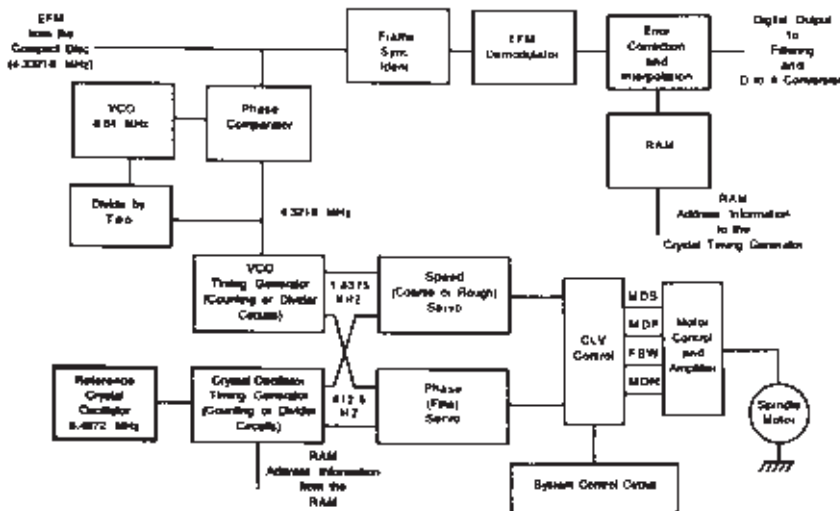 EFM
from the
Compact Disc
(4.3218 MHz)
Frame
Sync
Ident
EFM
Demodulator
Error
Correction
and
Interpolation
Digital Output
to
Filtering
and
D to A Conversion
VCO
8.64 MHz
Phase
Comparator
RAM
Divide by
Two
4.3218 MHz
RAM
Address Information
to the
Crystal Timing Generator
VCO
Timing Generator
(Counting or Divider
Circuits)
MHZ
Speed
(Coarse or Rough)
Servo
CLV
Control
MDS
MDP
FSW
MON
Motor
Control
and
Amplifier
Reference
Crystal
Oscillator
MHz
Crystal Oscillator
Timing Generator
(Counting or Divider
Circuits)
HZ
Phase
(Fine)
Servo
Spindle
Motor
RAM
Address Information
from the
RAM
System Control Circuit